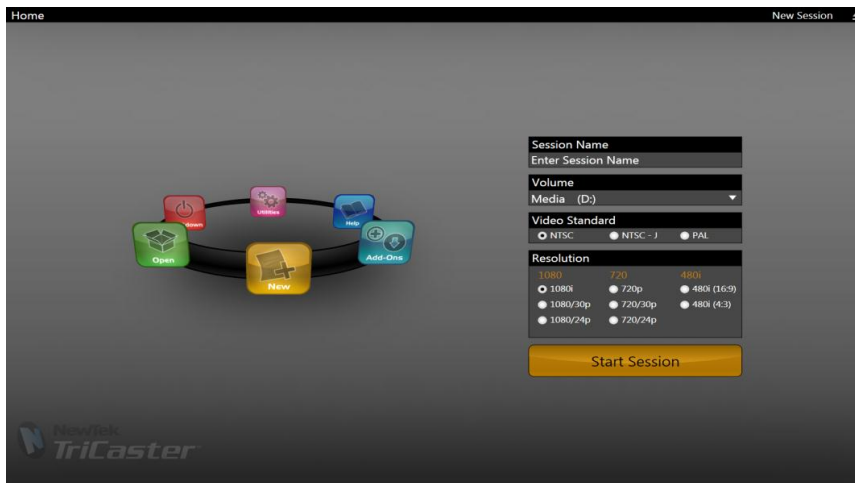 Home
New Session
Session Name
Enter Session Name
Volume
Media (D:)
Video Standard
NTSC NTSC - J PAL
Resolution
1080 720 480i
1080i 720p 480i (16:9)
1080/30p 720/30p 480i (4:3)
1080/24p 720/24p
Start Session
Utilities
down
Help
Open
Add-Ons
New
NewTek
TriCaster